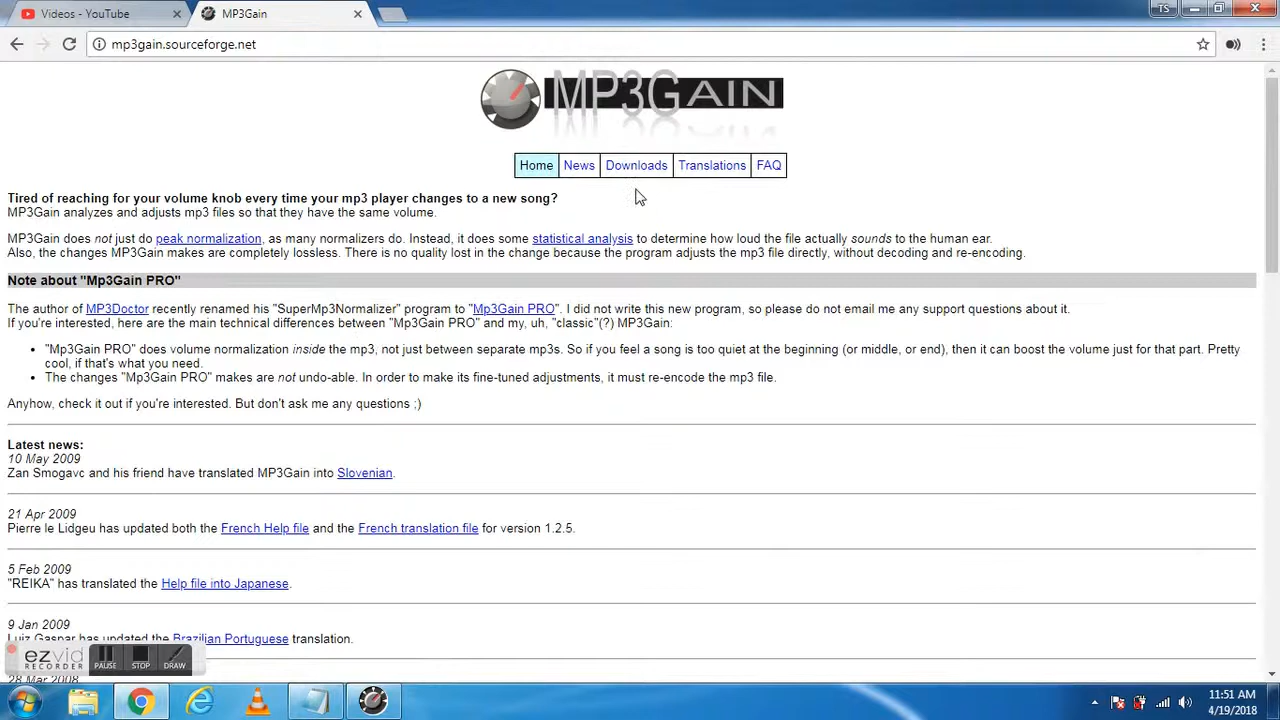 Videos - YouTube
MP3Gain
TS
mp3gain.sourceforge.net
MP3GAIN
Home News Downloads Translations FAQ
Tired of reaching for your volume knob every time your mp3 player changes to a new song?
MP3Gain analyzes and adjusts mp3 files so that they have the same volume.
MP3Gain does not just do peak normalization, as many normalizers do. Instead, it does some statistical analysis to determine how loud the file actually sounds to the human ear.
Also, the changes MP3Gain makes are completely lossless. There is no quality lost in the change because the program adjusts the mp3 file directly, without decoding and re-encoding.
Note about "Mp3Gain PRO"
The author of MP3Doctor recently renamed his "SuperMp3Normalizer" program to "Mp3Gain PRO". I did not write this new program, so please do not email me any support questions about it.
If you're interested, here are the main technical differences between "Mp3Gain PRO" and my, uh, "classic"(?) MP3Gain:
• "Mp3Gain PRO" does volume normalization inside the mp3, not just between separate mp3s. So if you feel a song is too quiet at the beginning (or middle, or end), then it can boost the volume just for that part. Pretty
cool, if that's what you need.
• The changes "Mp3Gain PRO" makes are not undo-able. In order to make its fine-tuned adjustments, it must re-encode the mp3 file.
Anyhow, check it out if you're interested. But don't ask me any questions ;)
Latest news:
10 May 2009
Zan Smogavc and his friend have translated MP3Gain into Slovenian.
21 Apr 2009
Pierre le Lidgeu has updated both the French Help file and the French translation file for version 1.2.5.
5 Feb 2009
"REIKA" has translated the Help file into Japanese.
9 Jan 2009
Luiz Gaspar has updated the Brazilian Portuguese translation.
28 Mar 2008
ezvid
RECORDER
PAUSE STOP DRAW
11:51 AM
4/19/2018